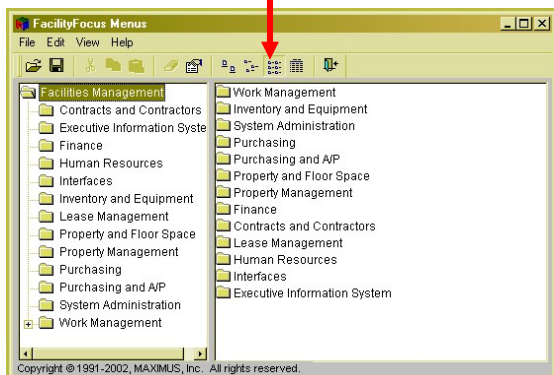 FacilityFocus Menus
File Edit View Help
Facilities Management
Contracts and Contractors
Executive Information Syste
Finance
Human Resources
Interfaces
Inventory and Equipment
Lease Management
Property and Floor Space
Property Management
Purchasing
Purchasing and A/P
System Administration
Work Management
Work Management
Inventory and Equipment
System Administration
Purchasing
Purchasing and A/P
Property and Floor Space
Property Management
Finance
Contracts and Contractors
Lease Management
Human Resources
Interfaces
Executive Information System
Copyright © 1991-2002, MAXIMUS, Inc. All rights reserved.